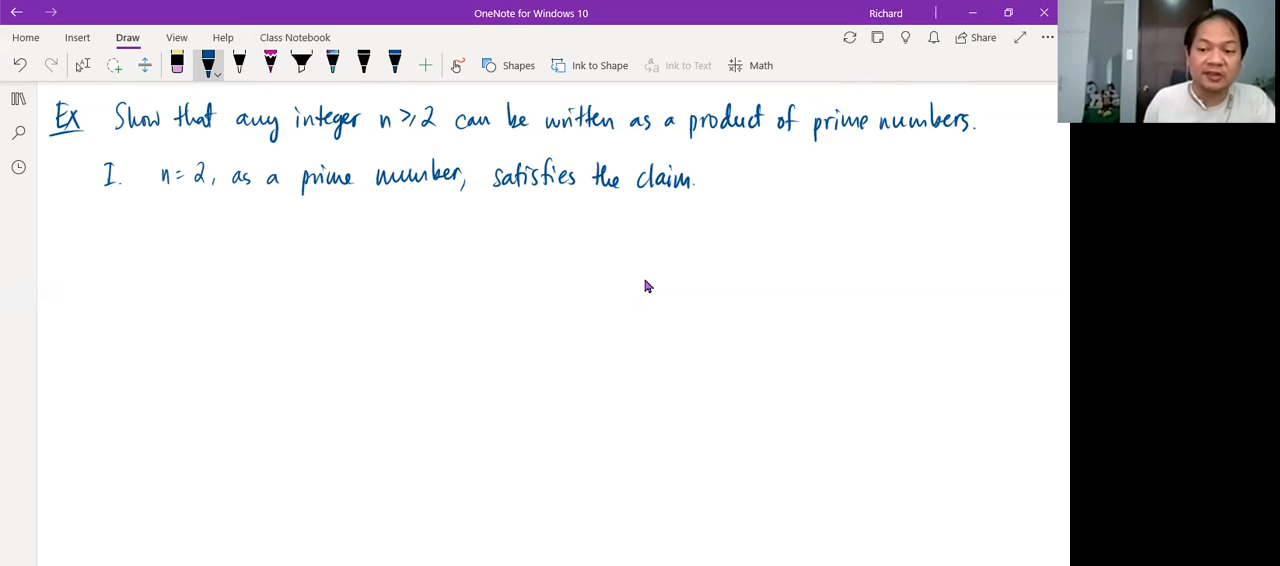 OneNote for Windows 10
Richard
Home Insert Draw View Help Class Notebook
Share
Shapes Ink to Shape Ink to Text Math
Ex Show that any integer n ⩾ 2 can be written as a product of prime numbers.
I. n = 2, as a prime number, satisfies the claim.